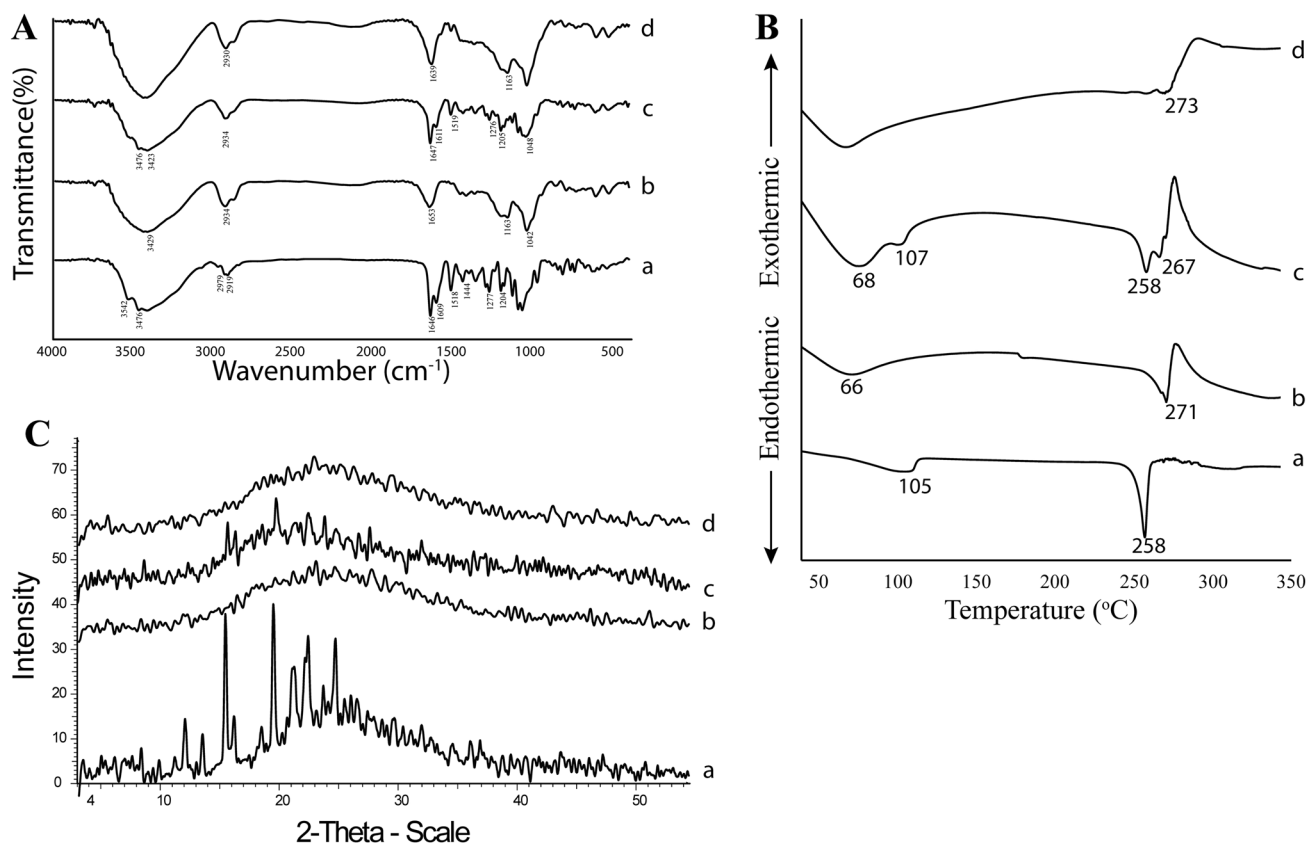 A
Transmittance(%)
d
2930
1639
1163
c
3476
3423
2934
1647
1611
1519
1276
1205
1048
b
3429
2934
1653
1163
1042
a
3542
3476
2979
2919
1646
1609
1518
1444
1277
1204
4000 3500 3000 2500 2000 1500 1000 500
Wavenumber (cm-1)
B
Exothermic
Endothermic
d
273
c
68
107
258
267
b
66
271
a
105
258
50 100 150 200 250 300 350
Temperature (oC)
C
Intensity
70
60
50
40
30
20
10
0
d
c
b
a
4 10 20 30 40 50
2-Theta - Scale